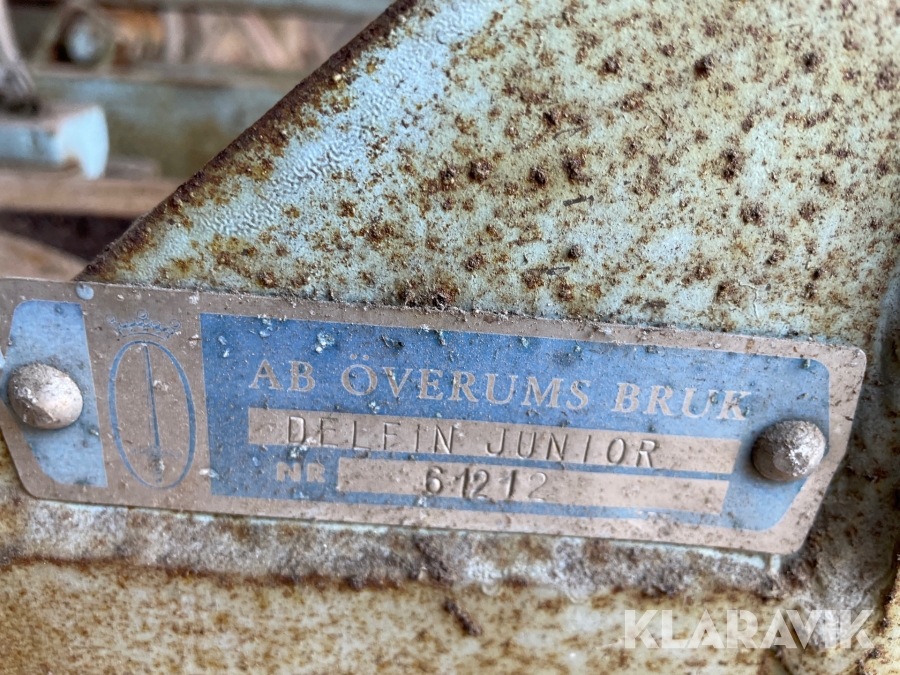 AB ÖVERUMS BRUK
DELFIN JUNIOR
NR 61212
KLARAVIK